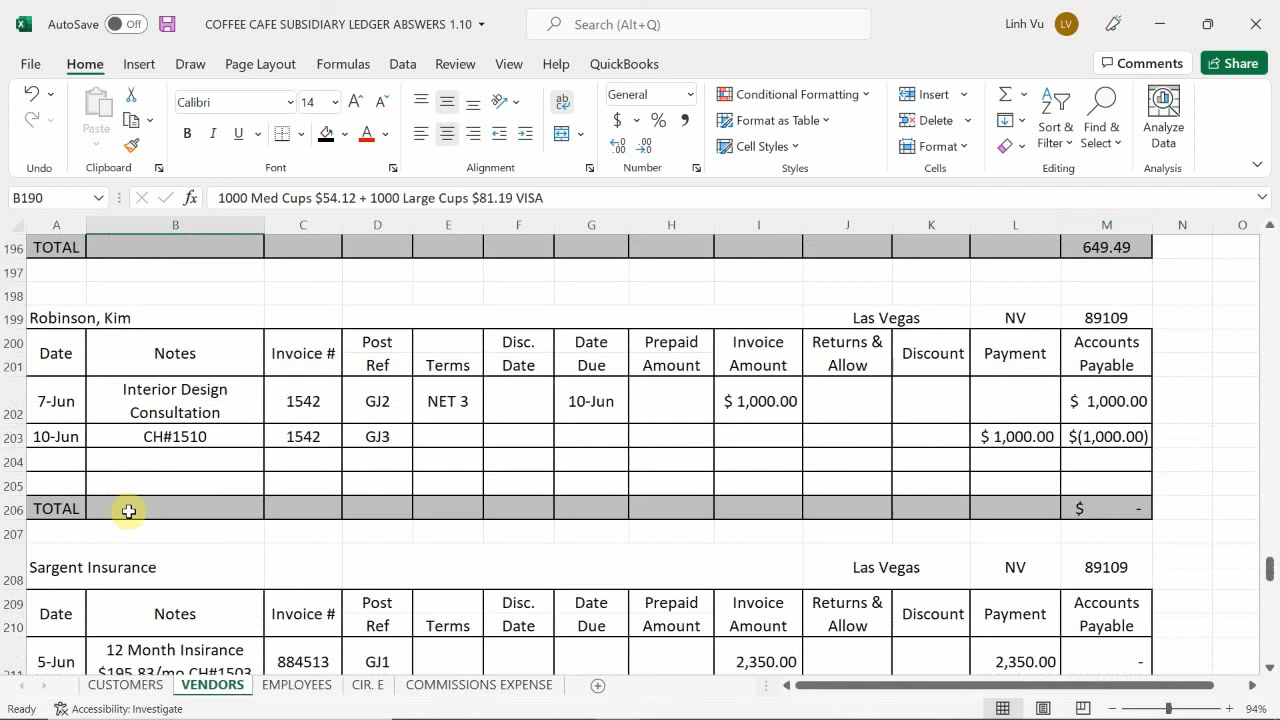 AutoSave Off COFFEE CAFE SUBSIDIARY LEDGER ABSWERS 1.10 Search (Alt+Q) Linh Vu LV
File Home Insert Draw Page Layout Formulas Data Review View Help QuickBooks Comments Share
Paste Calibri 14 General Conditional Formatting Insert Sort & Find & Analyze
B I U A ab c $ % , Format as Table Delete Filter Select Data
Cell Styles Format
Undo Clipboard Font Alignment Number Styles Cells Editing Analysis
B190 fx 1000 Med Cups $54.12 + 1000 Large Cups $81.19 VISA
A B C D E F G H I J K L M N O
196 TOTAL 649.49
197
198
199 Robinson, Kim Las Vegas NV 89109
200 Date Notes Invoice # Post Disc. Date Prepaid Invoice Returns & Discount Payment Accounts
201 Ref Terms Date Due Amount Amount Allow Payable
202 7-Jun Interior Design Consultation 1542 GJ2 NET 3 10-Jun $ 1,000.00 $ 1,000.00
203 10-Jun CH#1510 1542 GJ3 $ 1,000.00 $(1,000.00)
204
205
206 TOTAL $ -
207
208 Sargent Insurance Las Vegas NV 89109
209 Date Notes Invoice # Post Disc. Date Prepaid Invoice Returns & Discount Payment Accounts
210 Ref Terms Date Due Amount Amount Allow Payable
5-Jun 12 Month Insirance 884513 GJ1 2,350.00 2,350.00 -
$195.83/mo CH#1503
CUSTOMERS VENDORS EMPLOYEES CIR. E COMMISSIONS EXPENSE
Ready Accessibility: Investigate 94%